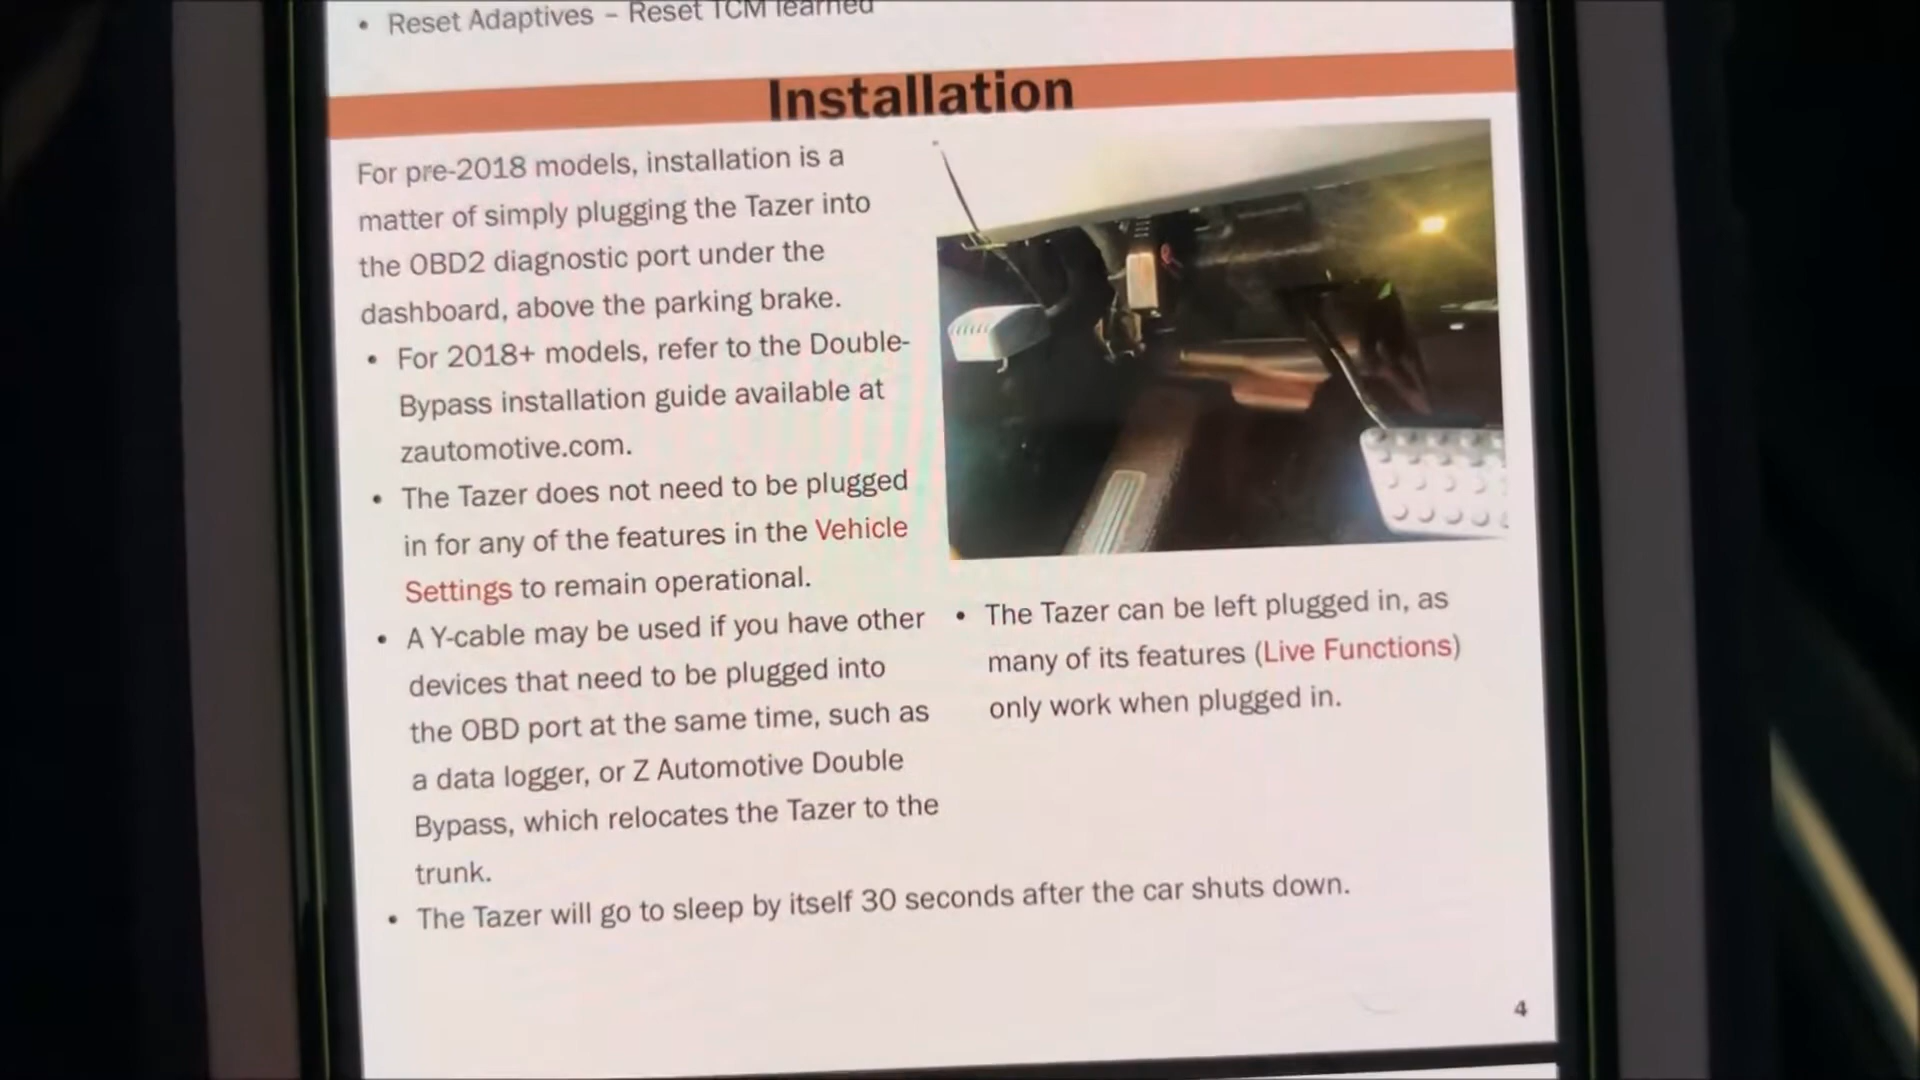 • Reset Adaptives – Reset TCM learned
Installation
For pre-2018 models, installation is a
matter of simply plugging the Tazer into
the OBD2 diagnostic port under the
dashboard, above the parking brake.
• For 2018+ models, refer to the Double-
Bypass installation guide available at
zautomotive.com.
• The Tazer does not need to be plugged
in for any of the features in the Vehicle
Settings to remain operational.
• A Y-cable may be used if you have other
devices that need to be plugged into
the OBD port at the same time, such as
a data logger, or Z Automotive Double
Bypass, which relocates the Tazer to the
trunk.
• The Tazer can be left plugged in, as
many of its features (Live Functions)
only work when plugged in.
• The Tazer will go to sleep by itself 30 seconds after the car shuts down.
4